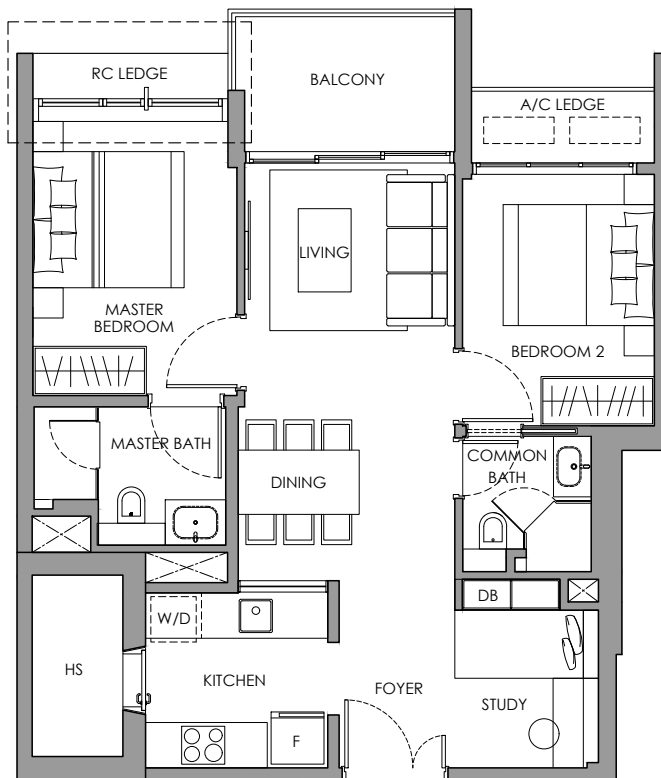 RC LEDGE
BALCONY
A/C LEDGE
LIVING
MASTER
BEDROOM
BEDROOM 2
MASTER BATH
COMMON
BATH
DINING
DB
W/D
HS
KITCHEN
FOYER
STUDY
F